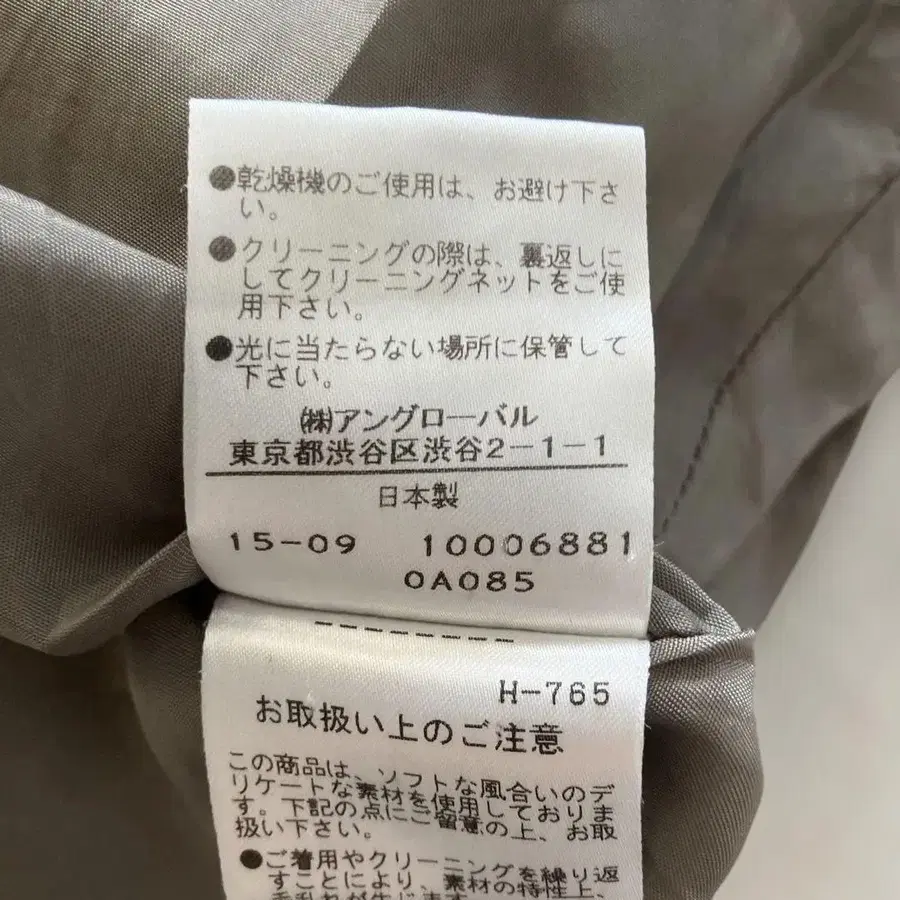 ●乾燥機のご使用は、お避け下さ
い。
●クリーニングの際は、裏返しに
してクリーニングネットをご使
用下さい。
●光に当たらない場所に保管して
下さい。
㈱アングローバル
東京都渋谷区渋谷2-1-1
日本製
15-09 100068810A085
H-765
お取扱い上のご注意
この商品は、ソフトな風合いのデ
リケートな素材を使用しておりま
す。下記の点にご留意の上、お取
扱い下さい。
●ご着用やクリーニングを繰り返
すことにより、素材の特性上、